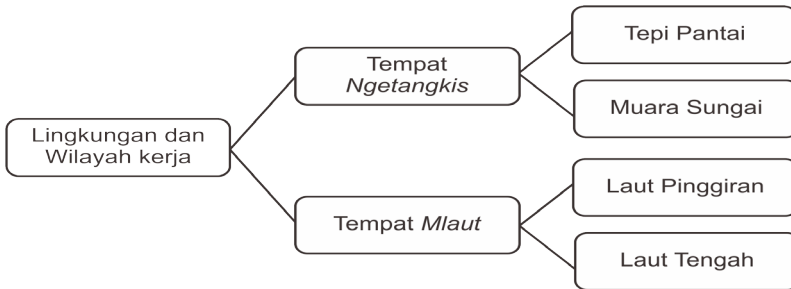 Lingkungan dan
Wilayah kerja
Tempat
Ngetangkis
Tepi Pantai
Muara Sungai
Tempat Mlaut
Laut Pinggiran
Laut Tengah